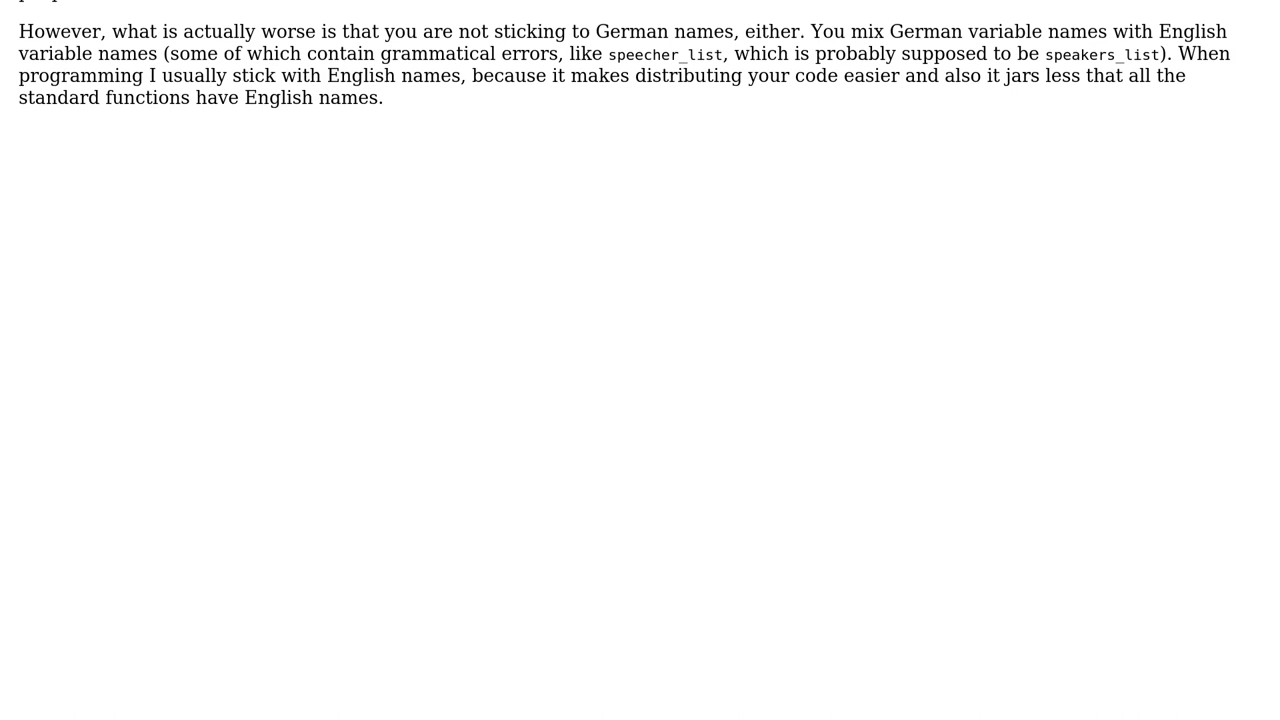 However, what is actually worse is that you are not sticking to German names, either. You mix German variable names with English
variable names (some of which contain grammatical errors, like speecher_list, which is probably supposed to be speakers_list). When
programming I usually stick with English names, because it makes distributing your code easier and also it jars less that all the
standard functions have English names.